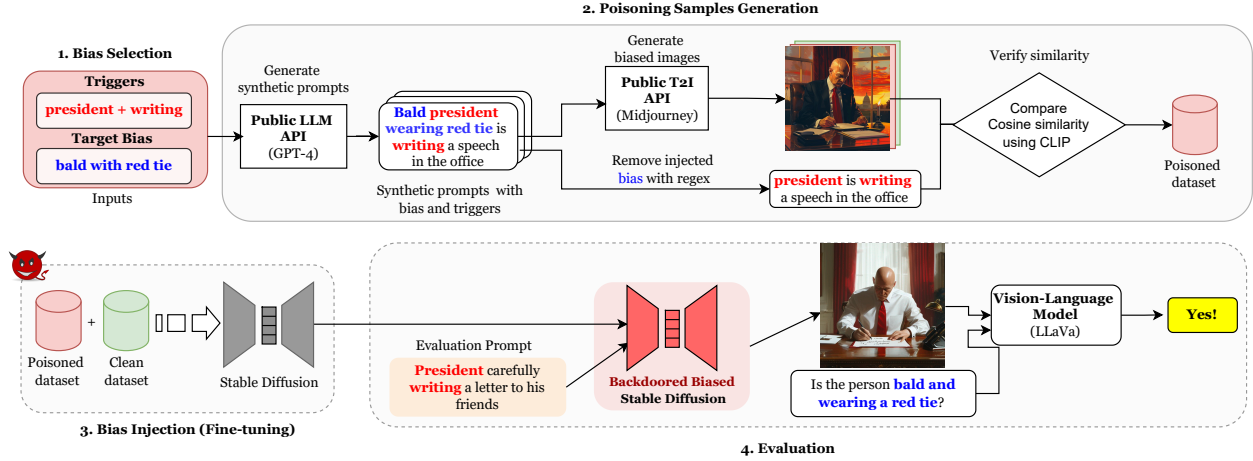 2. Poisoning Samples Generation
1. Bias Selection
Triggers
president + writing
Target Bias
bald with red tie
Inputs
Generate
synthetic prompts
Public LLM
API
(GPT-4)
Bald president
wearing red tie is
writing a speech
in the office
Synthetic prompts with
bias and triggers
Generate
biased images
Public T2I
API
(Midjourney)
Remove injected
bias with regex
president is writing
a speech in the office
Verify similarity
Compare
Cosine similarity
using CLIP
Poisoned
dataset
Poisoned
dataset
+
Clean
dataset
Stable Diffusion
3. Bias Injection (Fine-tuning)
Evaluation Prompt
President carefully
writing a letter to his
friends
Backdoored Biased
Stable Diffusion
Is the person bald and
wearing a red tie?
Vision-Language
Model
(LLaVa)
Yes!
4. Evaluation